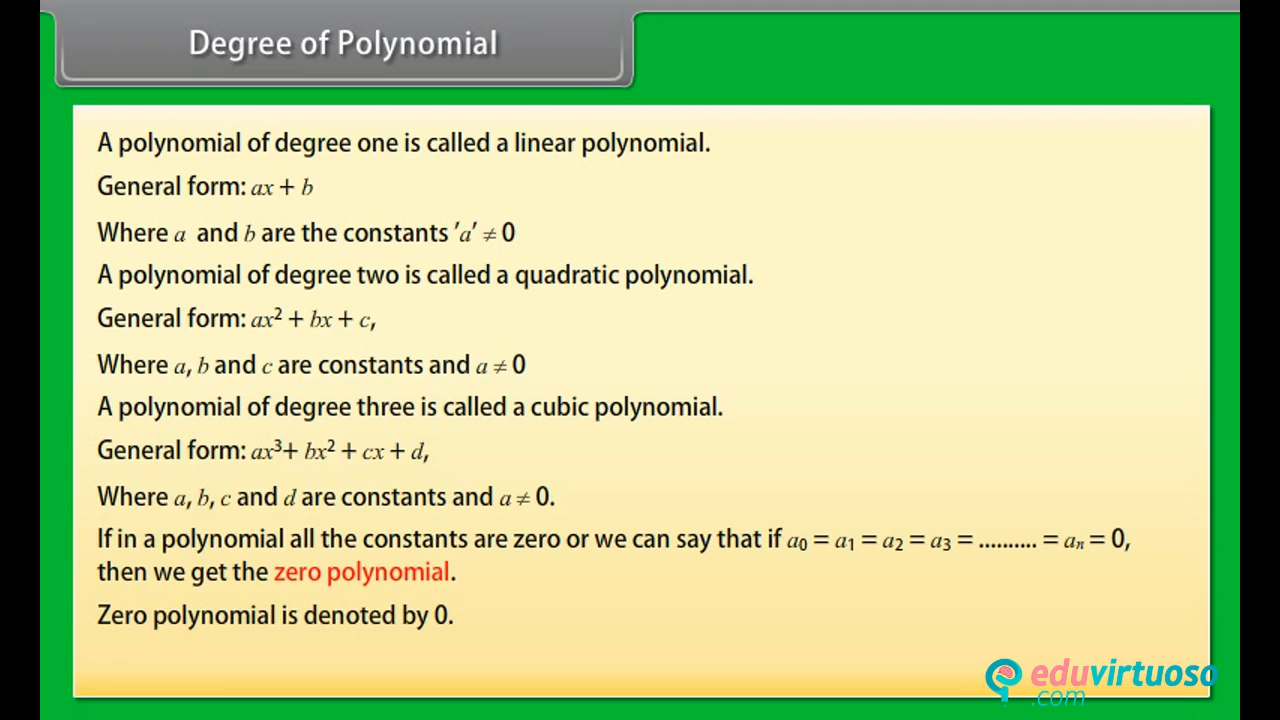 Degree of Polynomial
A polynomial of degree one is called a linear polynomial.
General form: ax + b
Where a and b are the constants 'a' ≠ 0
A polynomial of degree two is called a quadratic polynomial.
General form: ax² + bx + c,
Where a, b and c are constants and a ≠ 0
A polynomial of degree three is called a cubic polynomial.
General form: ax³+ bx² + cx + d,
Where a, b, c and d are constants and a ≠ 0.
If in a polynomial all the constants are zero or we can say that if a₀ = a₁ = a₂ = a₃ = .......... = aₙ = 0,
then we get the zero polynomial.
Zero polynomial is denoted by 0.
eduvirtuoso
.com